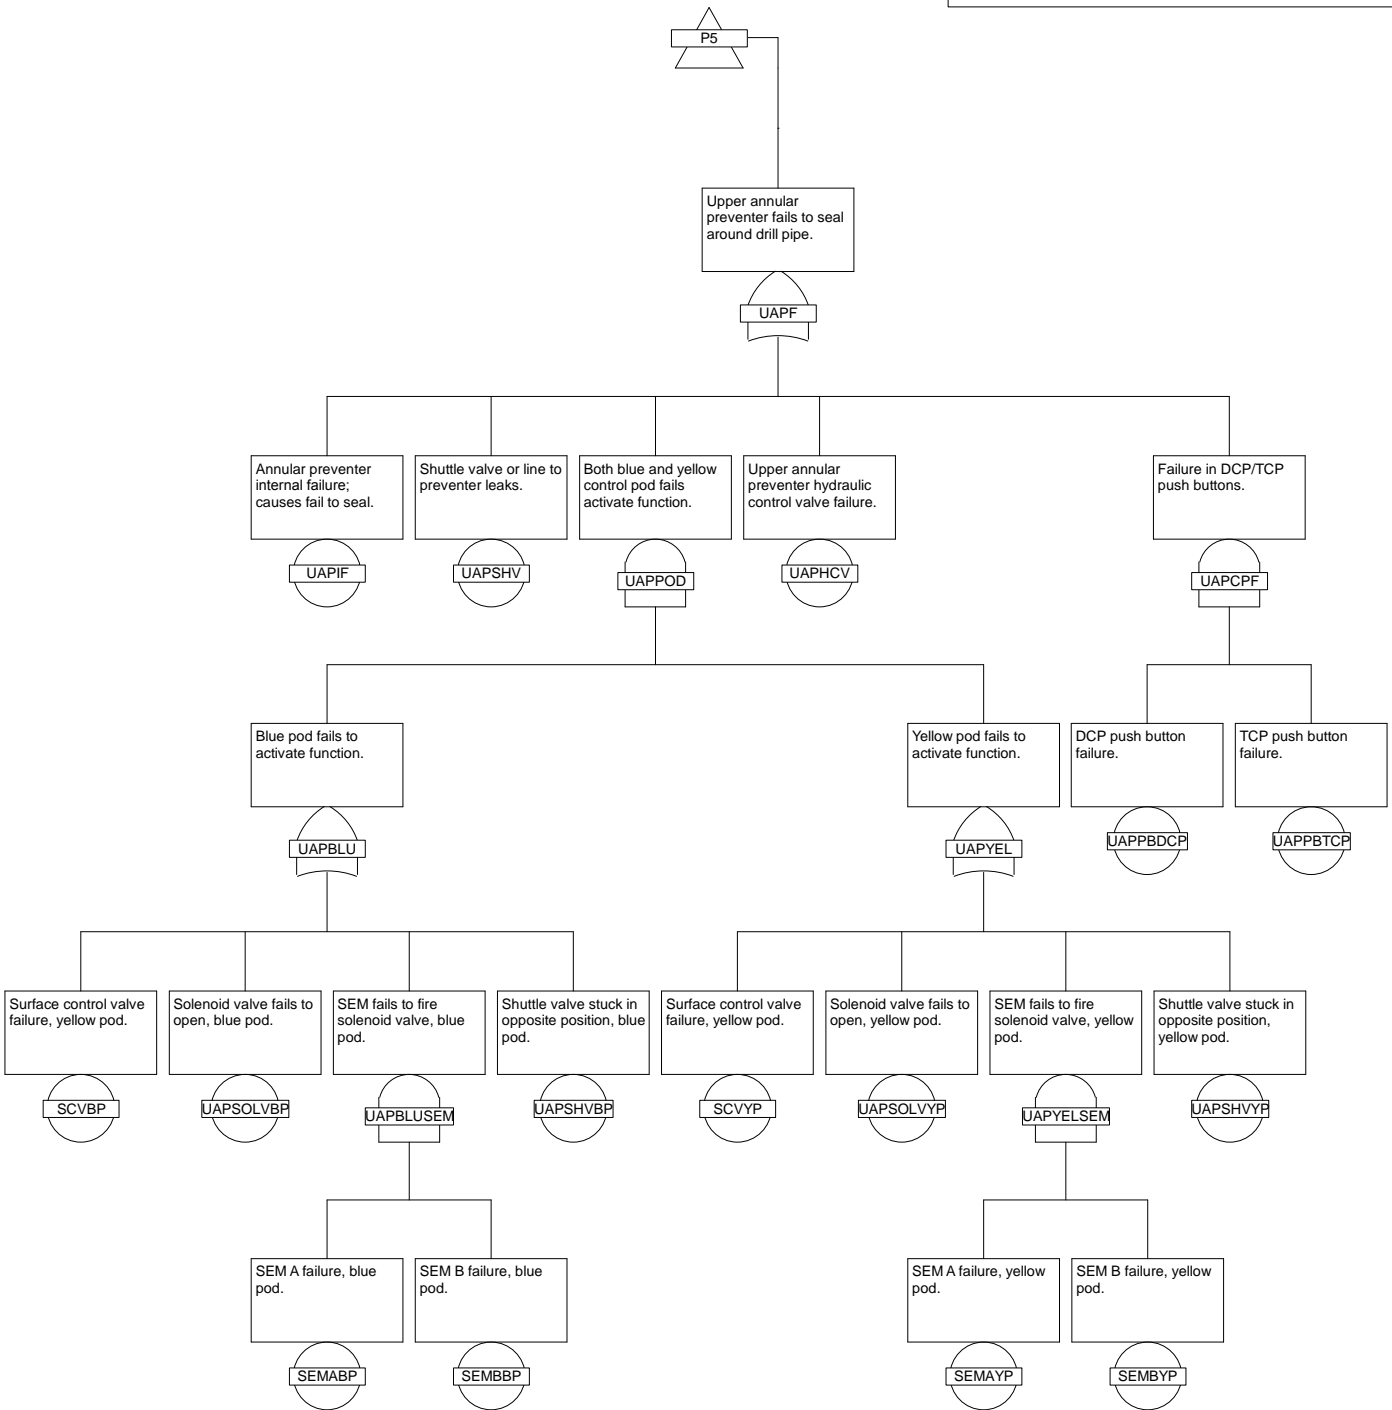 P5
Upper annular
preventer fails to seal
around drill pipe.
UAPF
Annular preventer
internal failure;
causes fail to seal.
UAPIF
Shuttle valve or line to
preventer leaks.
UAPSHV
Both blue and yellow
control pod fails
activate function.
UAPPOD
Upper annular
preventer hydraulic
control valve failure.
UAPHCV
Failure in DCP/TCP
push buttons.
UAPCPF
Blue pod fails to
activate function.
UAPBLU
Yellow pod fails to
activate function.
UAPYEL
DCP push button
failure.
UAPPBDCP
TCP push button
failure.
UAPPBTCP
Surface control valve
failure, yellow pod.
SCVBP
Solenoid valve fails to
open, blue pod.
UAPSOLVBP
SEM fails to fire
solenoid valve, blue
pod.
UAPBLUSEM
Shuttle valve stuck in
opposite position, blue
pod.
UAPSHVBP
Surface control valve
failure, yellow pod.
SCVYP
Solenoid valve fails to
open, yellow pod.
UAPSOLVYP
SEM fails to fire
solenoid valve, yellow
pod.
UAPYELSEM
Shuttle valve stuck in
opposite position,
yellow pod.
UAPSHVYP
SEM A failure, blue
pod.
SEMABP
SEM B failure, blue
pod.
SEMBBP
SEM A failure, yellow
pod.
SEMAYP
SEM B failure, yellow
pod.
SEMBYP